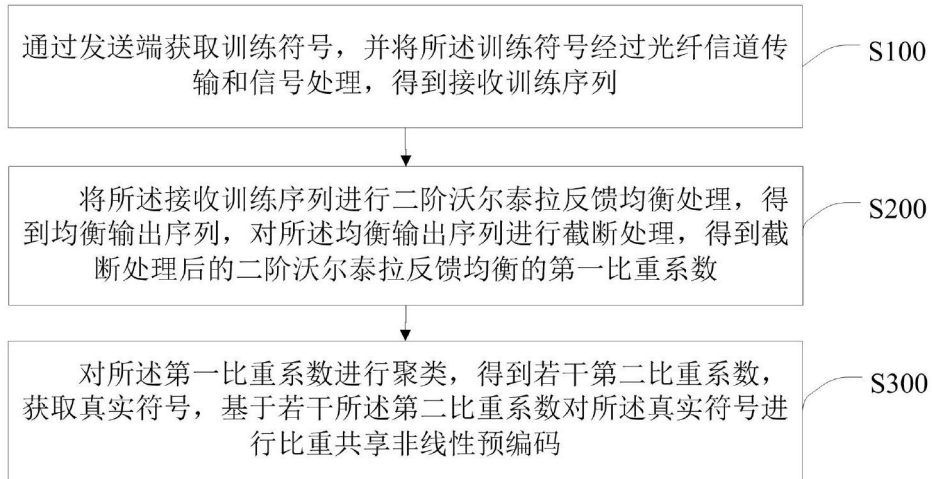 通过发送端获取训练符号，并将所述训练符号经过光纤信道传
输和信号处理，得到接收训练序列
S100
将所述接收训练序列进行二阶沃尔泰拉反馈均衡处理，得
到均衡输出序列，对所述均衡输出序列进行截断处理，得到截
断处理后的二阶沃尔泰拉反馈均衡的第一比重系数
S200
对所述第一比重系数进行聚类，得到若干第二比重系数，
获取真实符号，基于若干所述第二比重系数对所述真实符号进
行比重共享非线性预编码
S300